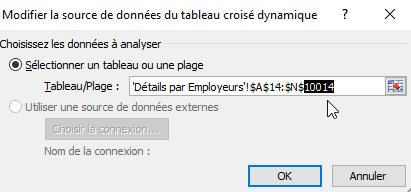 Modifier la source de données du tableau croisé dynamique
Choisissez les données à analyser
Sélectionner un tableau ou une plage
Tableau/Plage : 'Détails par Employeurs'!$A$14:$N$10014
Utiliser une source de données externes
Choisir la connexion...
Nom de la connexion :
OK Annuler